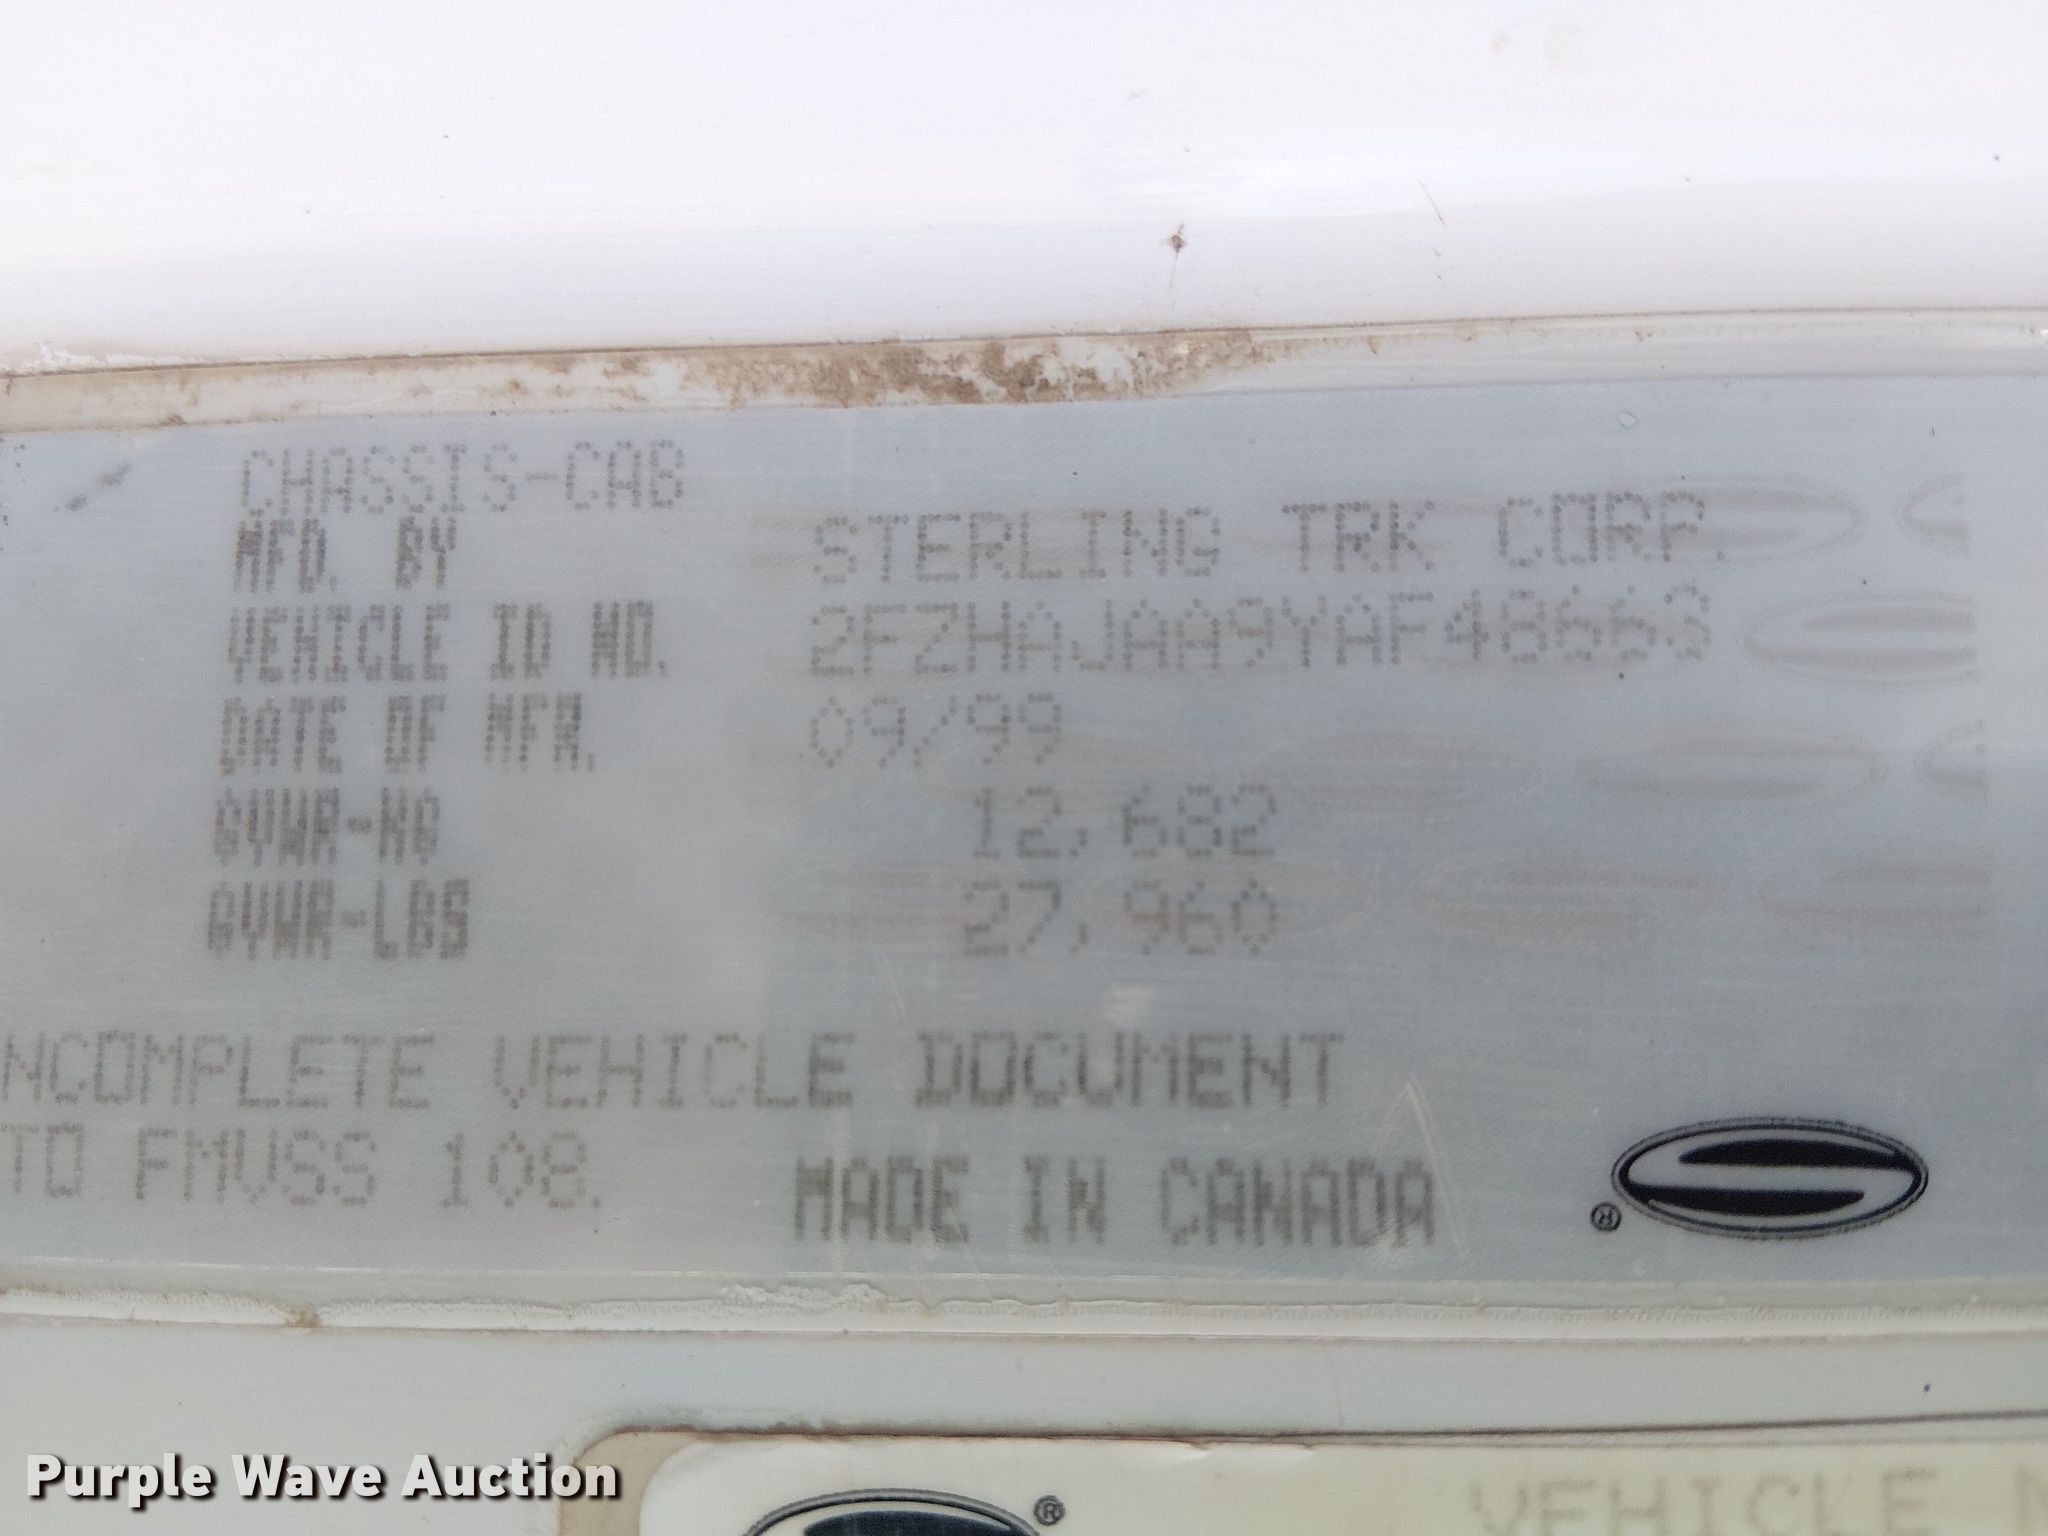 CHASSIS-CAB
MFD. BY STERLING TRK CORP.
VEHICLE ID NO. 2FZHAJAA9YAF48663
DATE OF MFR. 09/99
GVWR-KG 12,682
GVWR-LBS 27,960
NCOMPLETE VEHICLE DOCUMENT
TO FMVSS 108.
MADE IN CANADA
®
Purple Wave Auction
®
VEHICLE